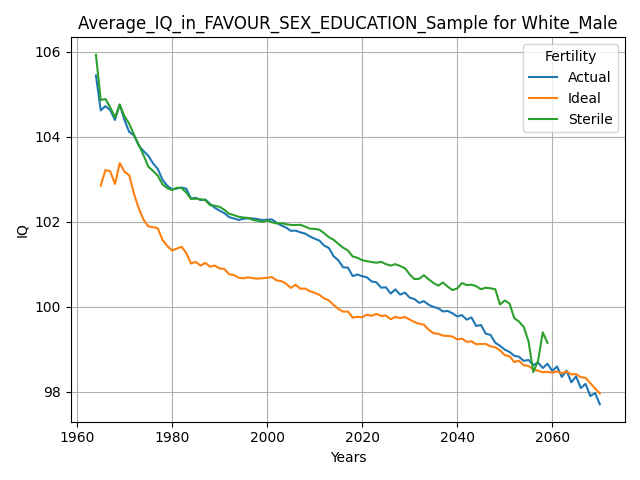 Average_IQ_in_FAVOUR_SEX_EDUCATION_Sample for White_Male
Fertility
Actual
Ideal
Sterile
IQ
106
104
102
100
98
1960
1980
2000
2020
2040
2060
Years